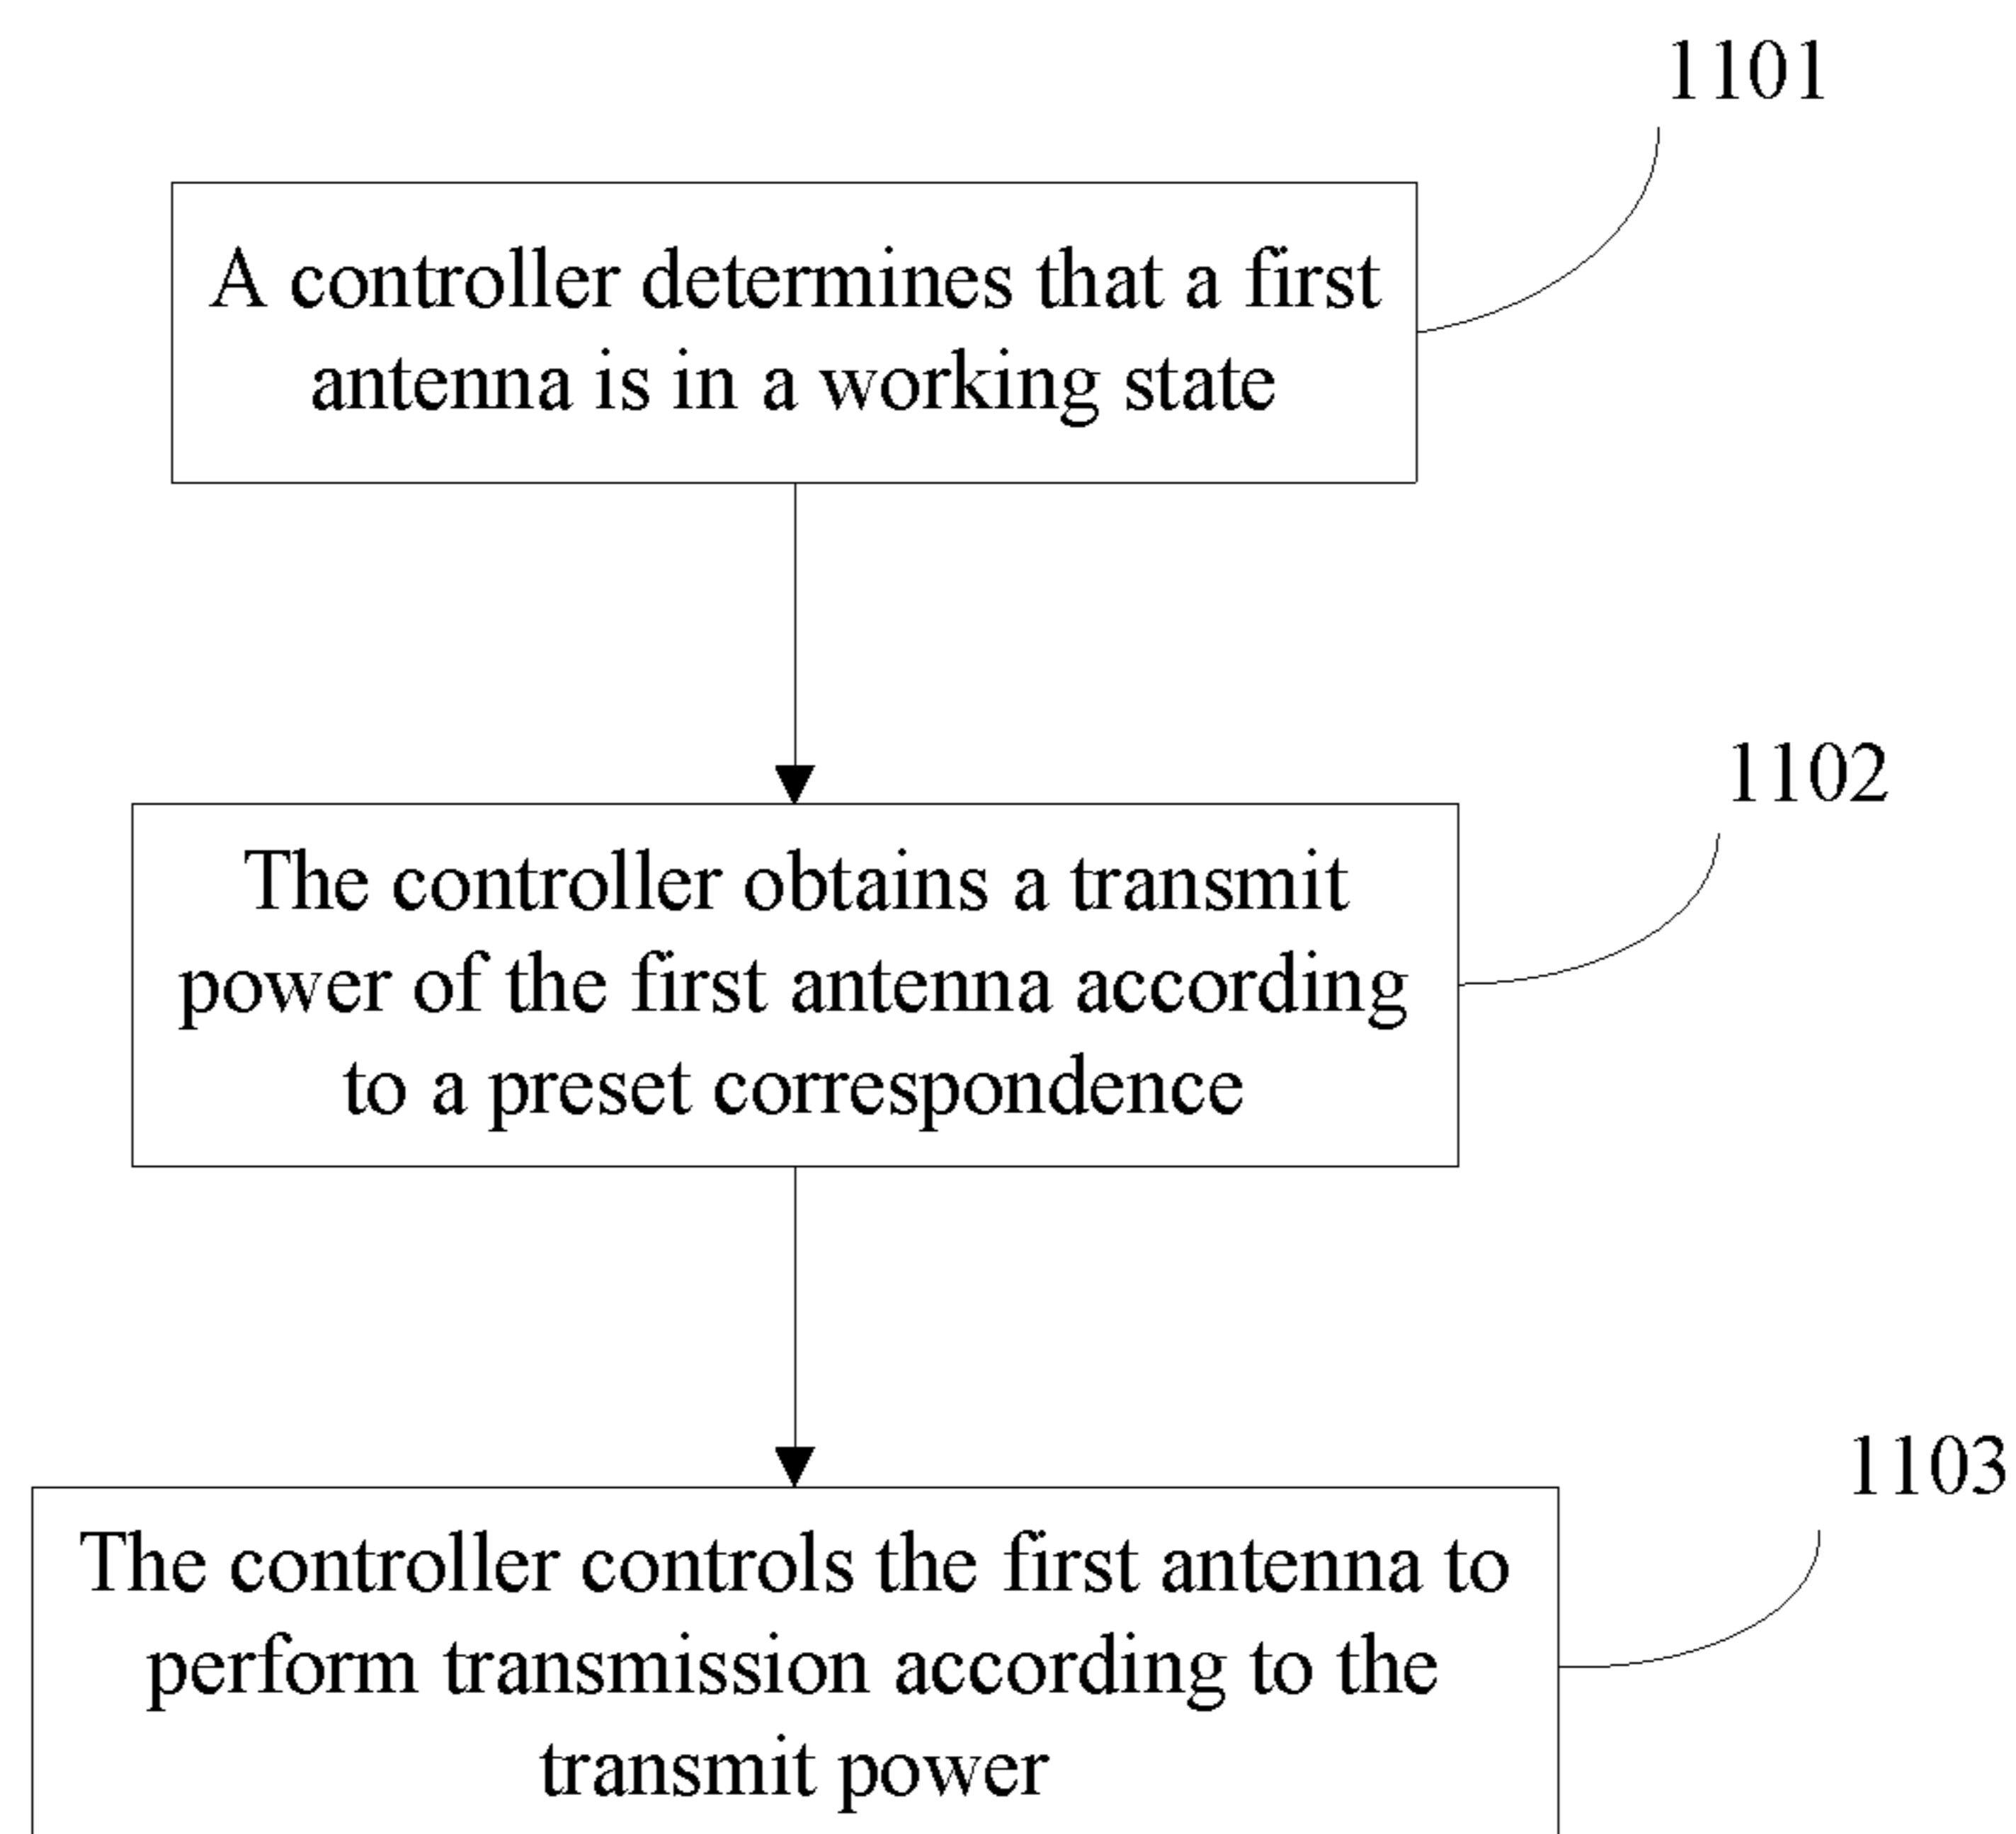 1101
A controller determines that a first
antenna is in a working state
1102
The controller obtains a transmit
power of the first antenna according
to a preset correspondence
1103
The controller controls the first antenna to
perform transmission according to the
transmit power